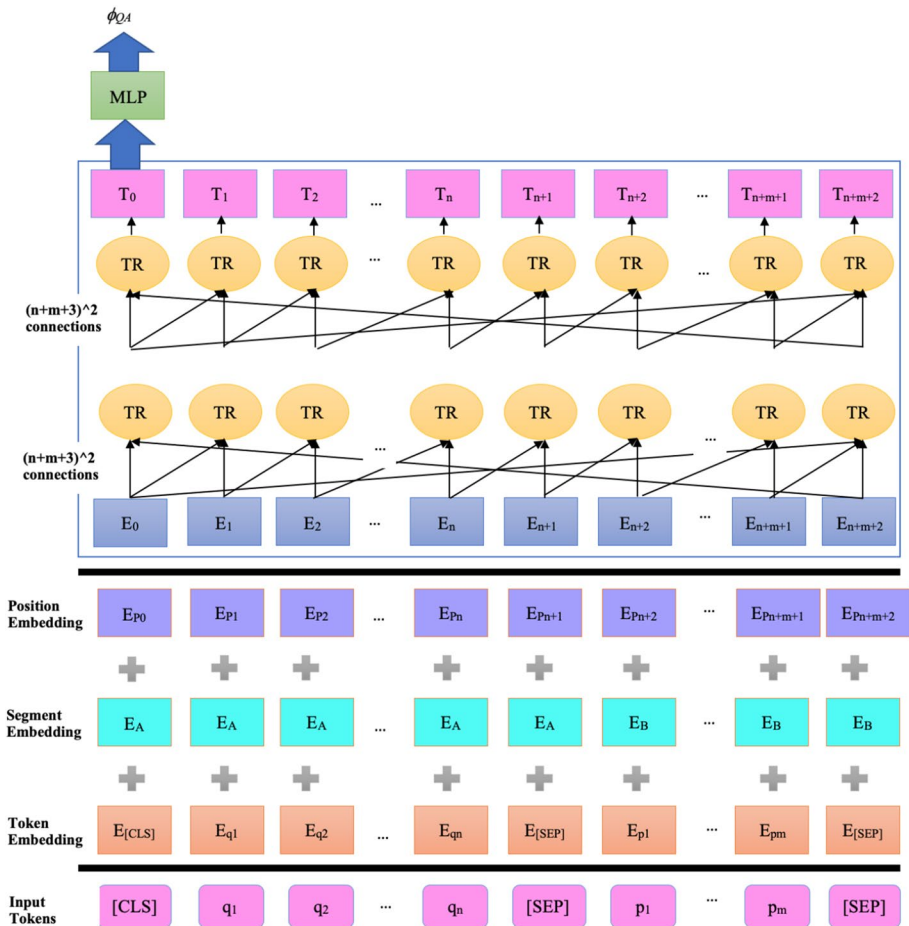 ϕQA
MLP
T0 T1 T2 ... Tn Tn+1 Tn+2 ... Tn+m+1 Tn+m+2
TR TR TR ... TR TR TR ... TR TR
(n+m+3)^2
connections
TR TR TR TR TR TR TR TR
... ... ...
(n+m+3)^2
connections
E0 E1 E2 ... En En+1 En+2 ... En+m+1 En+m+2
Position
Embedding
EP0 EP1 EP2 ... EPn EPn+1 EPn+2 ... EPn+m+1 EPn+m+2
+ + + + + + + +
Segment
Embedding
EA EA EA ... EA EA EB ... EB EB
+ + + + + + + +
Token
Embedding
E[CLS] Eq1 Eq2 ... Eqn E[SEP] Ep1 ... Epm E[SEP]
Input
Tokens
[CLS] q1 q2 ... qn [SEP] p1 ... pm [SEP]